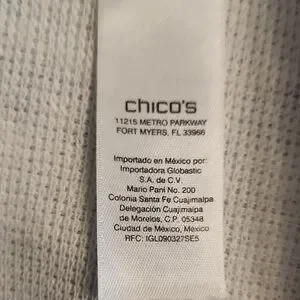 chico's
11215 METRO PARKWAY
FORT MYERS, FL 33966
Importado en México por:
Importadora Globastic
S.A. de C.V.
Mario Pani No. 200
Colonia Santa Fe Cuajimalpa
Delegación Cuajimalpa
de Morelos, C.P. 05348
Ciudad de México, México
RFC: IGL090327SE5